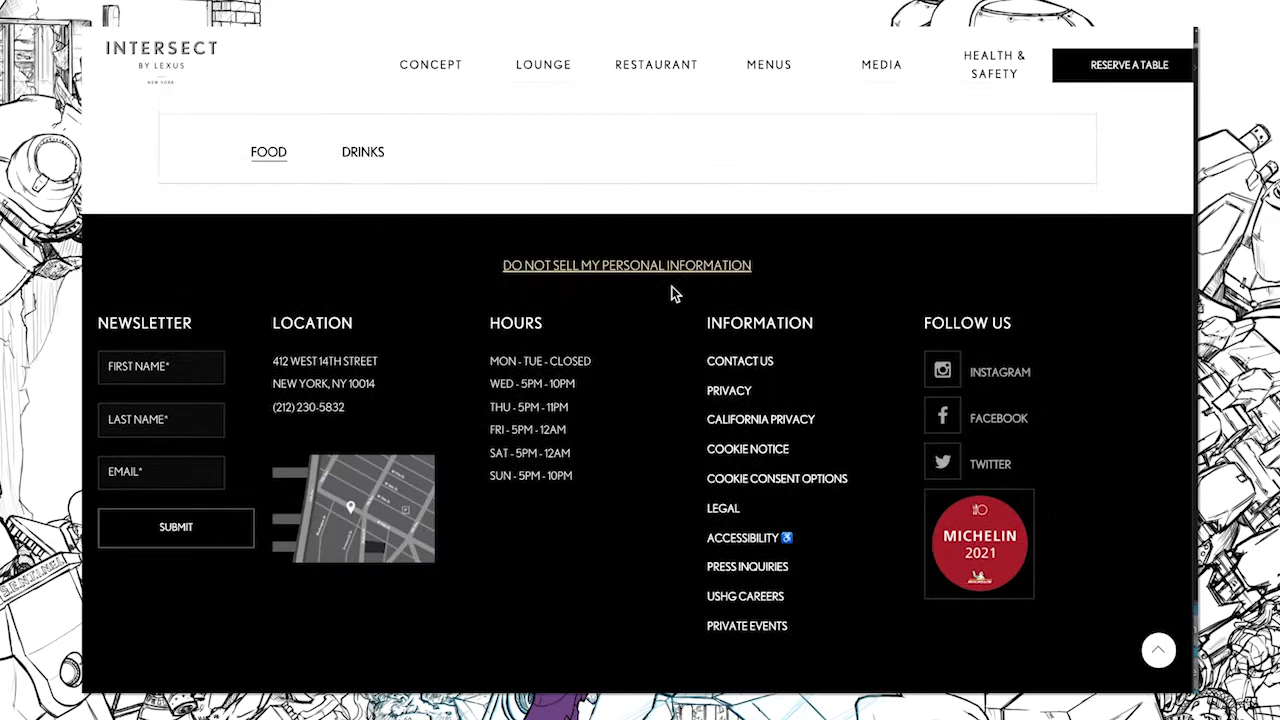 INTERSECT
BY LEXUS
NEW YORK
CONCEPT
LOUNGE
RESTAURANT
MENUS
MEDIA
HEALTH &
SAFETY
RESERVE A TABLE
FOOD
DRINKS
DO NOT SELL MY PERSONAL INFORMATION
NEWSLETTER
FIRST NAME*
LAST NAME*
EMAIL*
SUBMIT
LOCATION
412 WEST 14TH STREET
NEW YORK, NY 10014
(212) 230-5832
HOURS
MON - TUE - CLOSED
WED - 5PM - 10PM
THU - 5PM - 11PM
FRI - 5PM - 12AM
SAT - 5PM - 12AM
SUN - 5PM - 10PM
INFORMATION
CONTACT US
PRIVACY
CALIFORNIA PRIVACY
COOKIE NOTICE
COOKIE CONSENT OPTIONS
LEGAL
ACCESSIBILITY ♿
PRESS INQUIRIES
USHG CAREERS
PRIVATE EVENTS
FOLLOW US
INSTAGRAM
FACEBOOK
TWITTER
MICHELIN
2021